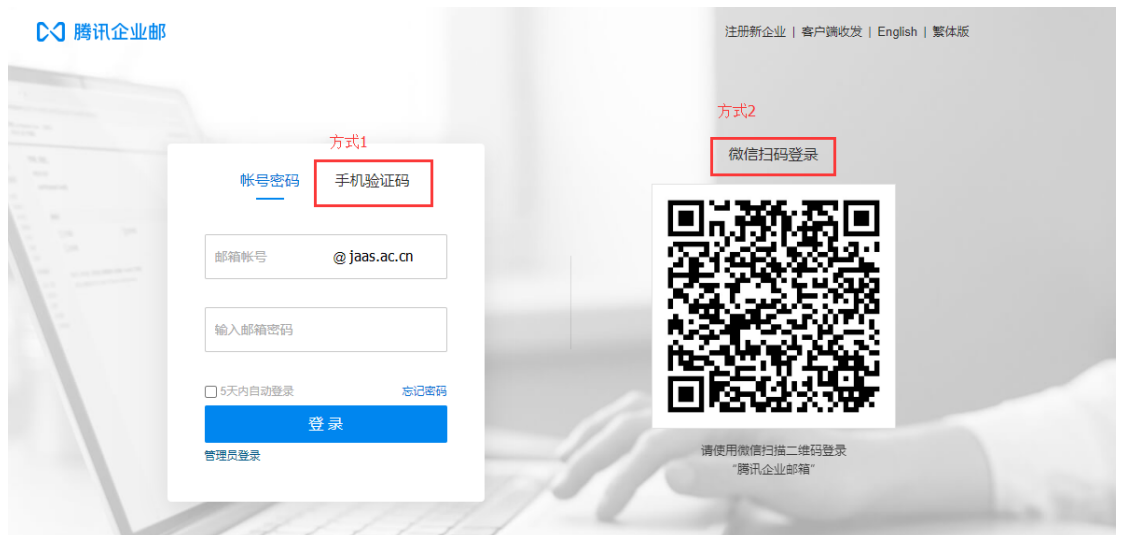 腾讯企业邮
注册新企业 | 客户端收发 | English | 繁体版
方式1
帐号密码 手机验证码
邮箱帐号 @jaas.ac.cn
输入邮箱密码
5天内自动登录 忘记密码
登 录
管理员登录
方式2
微信扫码登录
请使用微信扫描二维码登录
“腾讯企业邮箱”